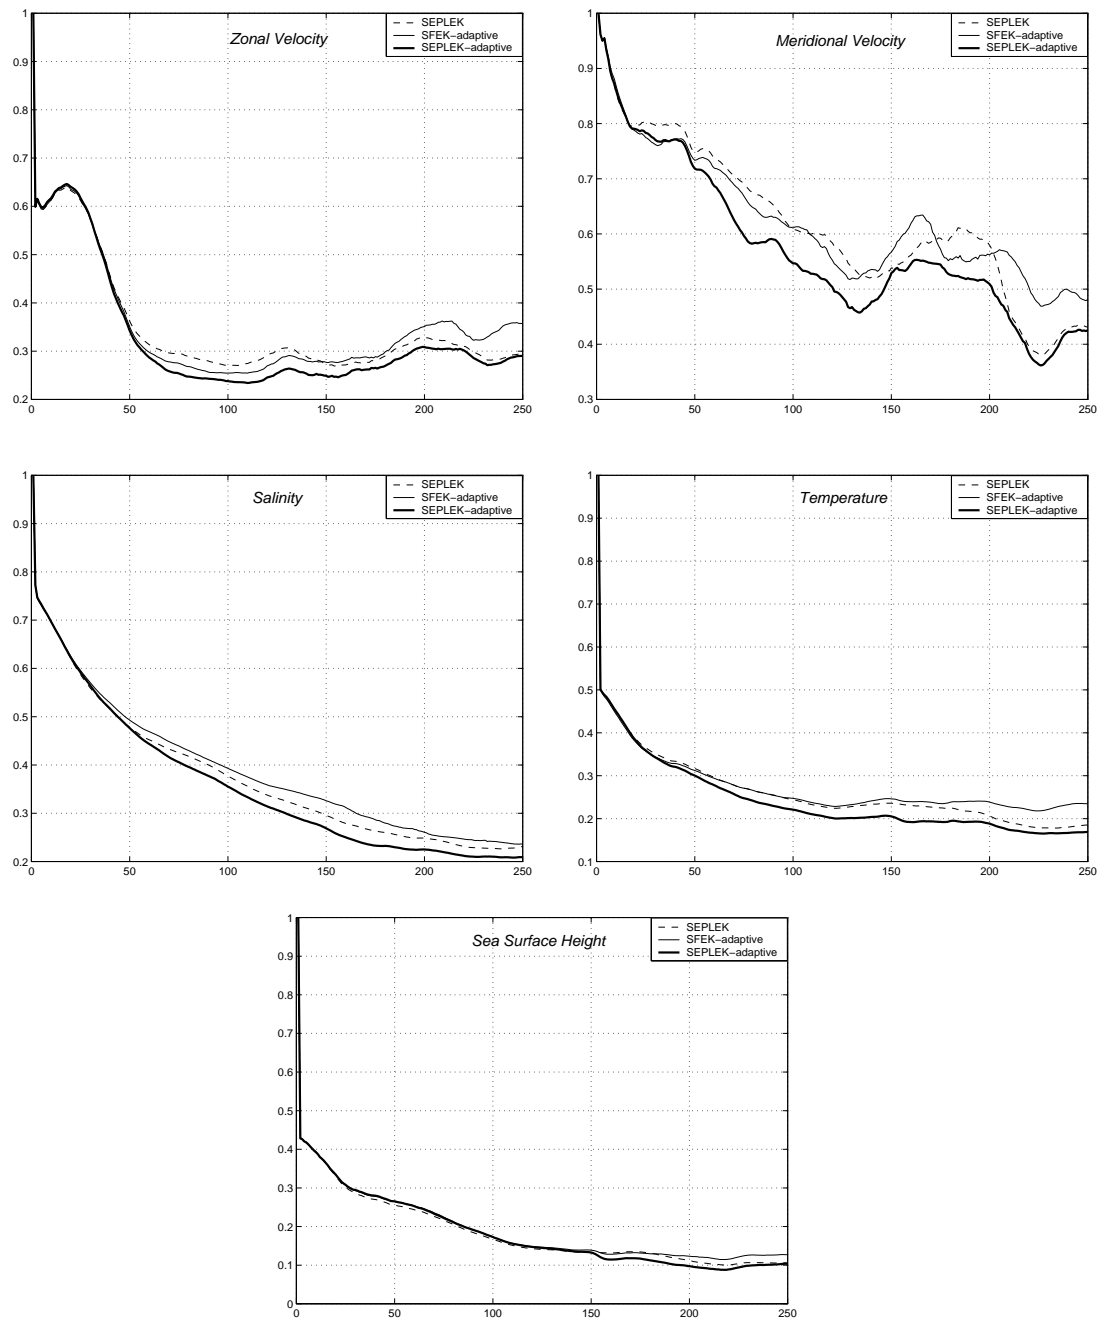 Zonal Velocity
SEPLEK
SFEK−adaptive
SEPLEK−adaptive
1
0.9
0.8
0.7
0.6
0.5
0.4
0.3
0.2
0 50 100 150 200 250
Meridional Velocity
SEPLEK
SFEK−adaptive
SEPLEK−adaptive
1
0.9
0.8
0.7
0.6
0.5
0.4
0.3
0 50 100 150 200 250
Salinity
SEPLEK
SFEK−adaptive
SEPLEK−adaptive
1
0.9
0.8
0.7
0.6
0.5
0.4
0.3
0.2
0 50 100 150 200 250
Temperature
SEPLEK
SFEK−adaptive
SEPLEK−adaptive
1
0.9
0.8
0.7
0.6
0.5
0.4
0.3
0.2
0.1
0 50 100 150 200 250
Sea Surface Height
SEPLEK
SFEK−adaptive
SEPLEK−adaptive
1
0.9
0.8
0.7
0.6
0.5
0.4
0.3
0.2
0.1
0
0 50 100 150 200 250